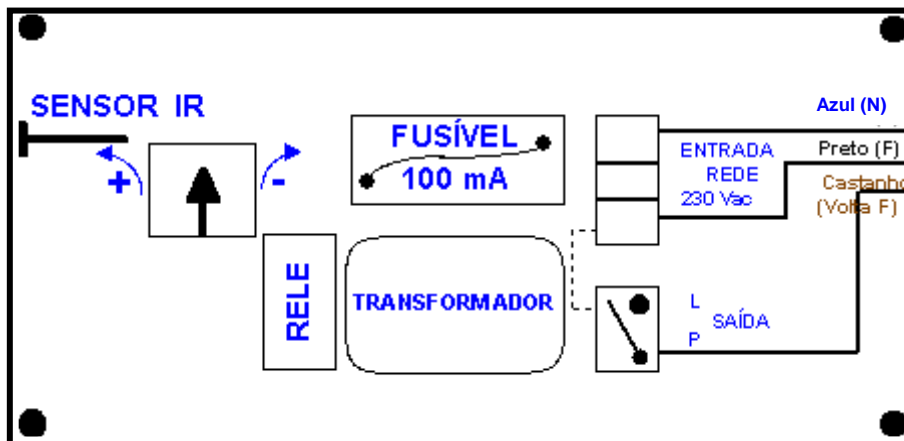 SENSOR IR
+
-
FUSÍVEL
100 mA
ENTRADA
REDE
230 Vac
Azul (N)
Preto (F)
Castanho
(Volta F)
RELE
TRANSFORMADOR
L
P
SAÍDA